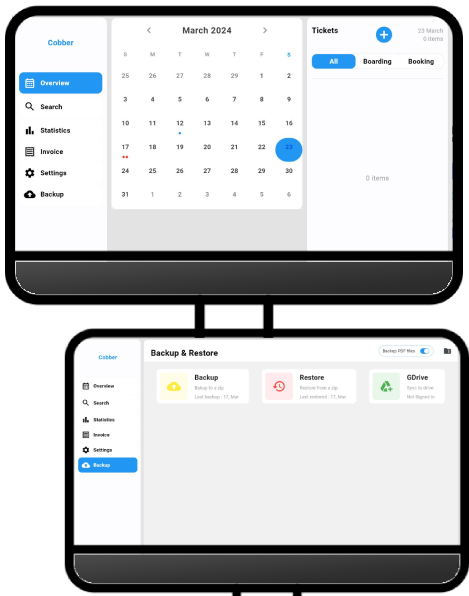 Cobber
Overview
Search
Statistics
Invoice
Settings
Backup
March 2024
S M T W T F S
25 26 27 28 29 1 2
3 4 5 6 7 8 9
10 11 12 13 14 15 16
17 18 19 20 21 22 23
24 25 26 27 28 29 30
31 1 2 3 4 5 6
Tickets
23 March
0 items
All Boarding Booking
0 items
Cobber
Overview
Search
Statistics
Invoice
Settings
Backup
Backup & Restore
Backup PDF files
Backup
Bakup to a zip
Last backup : 17, Mar
Restore
Restore from a zip
Last restored : 17, Mar
GDrive
Sync to drive
Not Signed in